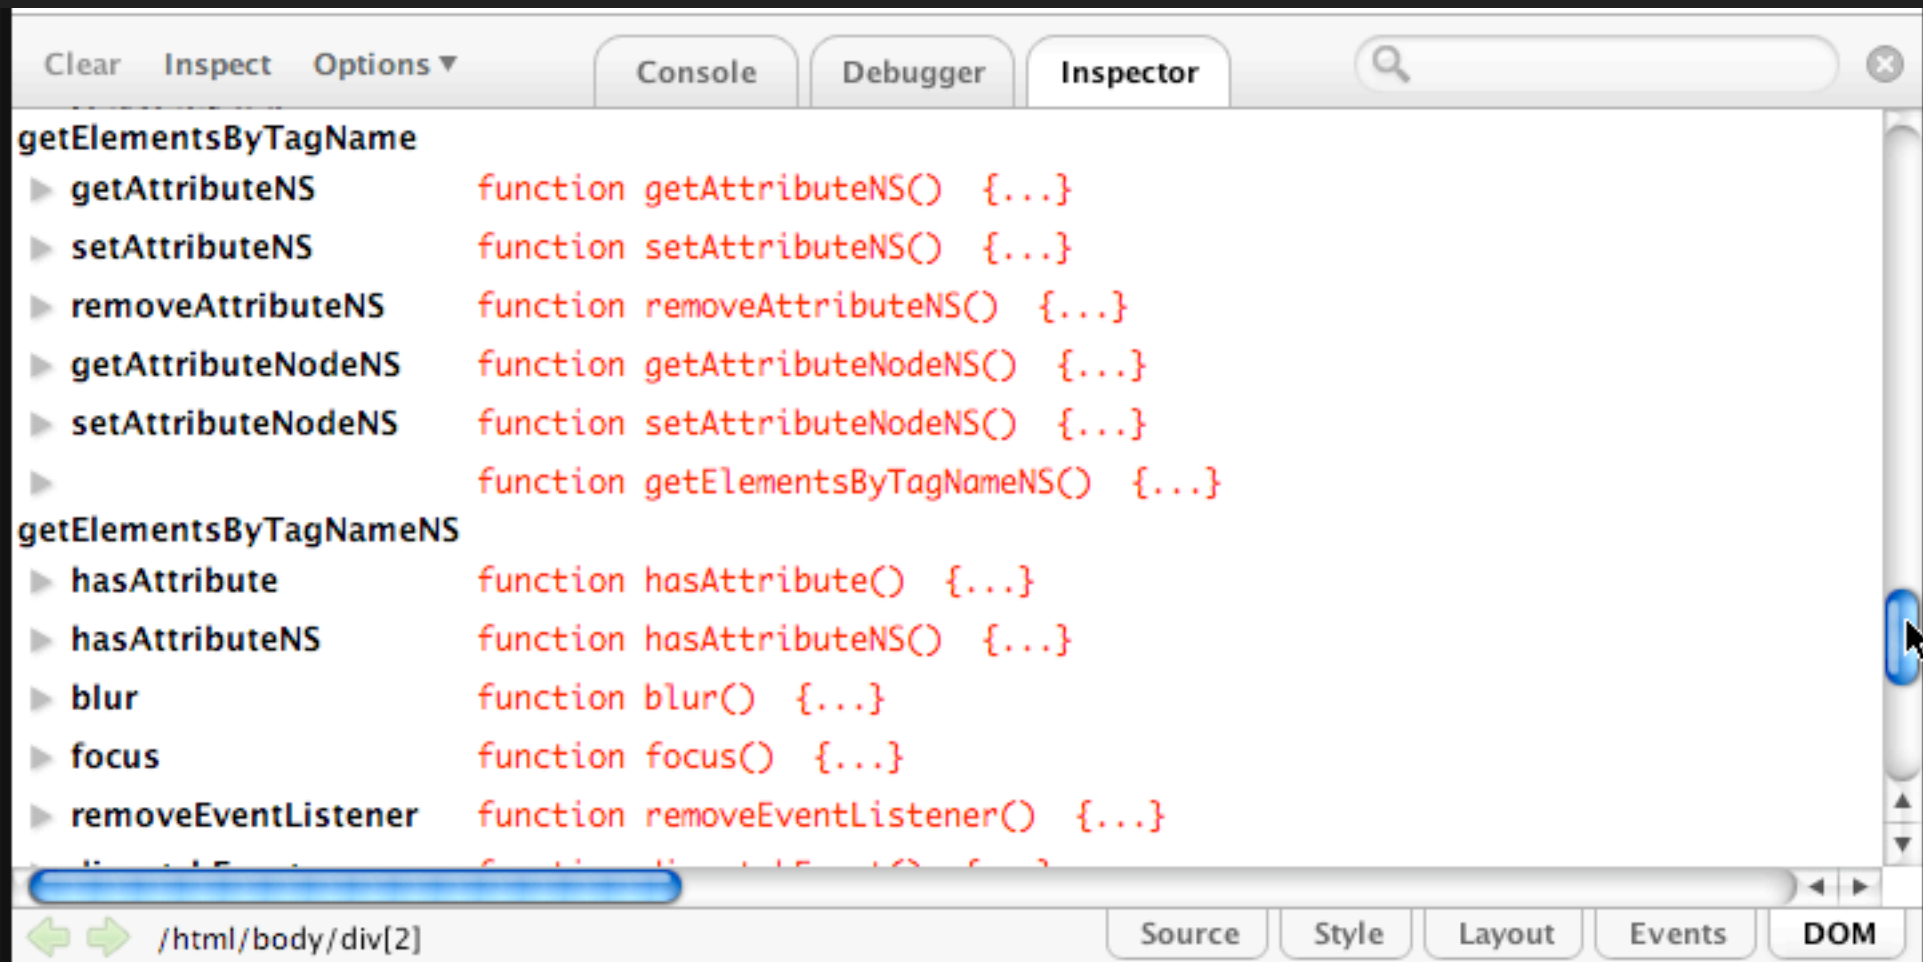 Clear Inspect Options ▼ Console Debugger Inspector
getElementsByTagName
getAttributeNS function getAttributeNS() {...}
setAttributeNS function setAttributeNS() {...}
removeAttributeNS function removeAttributeNS() {...}
getAttributeNodeNS function getAttributeNodeNS() {...}
setAttributeNodeNS function setAttributeNodeNS() {...}
function getElementsByTagNameNS() {...}
getElementsByTagNameNS
hasAttribute function hasAttribute() {...}
hasAttributeNS function hasAttributeNS() {...}
blur function blur() {...}
focus function focus() {...}
removeEventListener function removeEventListener() {...}
/html/body/div[2] Source Style Layout Events DOM